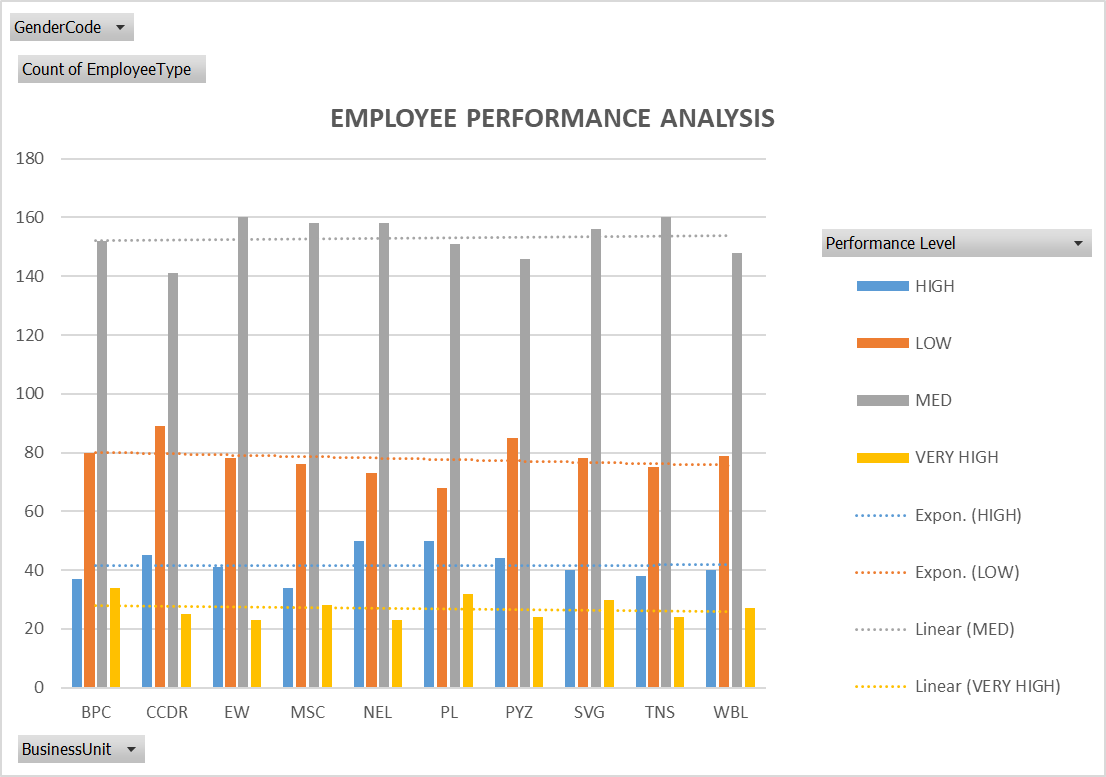 GenderCode
Count of EmployeeType
EMPLOYEE PERFORMANCE ANALYSIS
180
160
140
120
100
80
60
40
20
0
BPC CCDR EW MSC NEL PL PYZ SVG TNS WBL
Performance Level
HIGH
LOW
MED
VERY HIGH
Expon. (HIGH)
Expon. (LOW)
Linear (MED)
Linear (VERY HIGH)
BusinessUnit